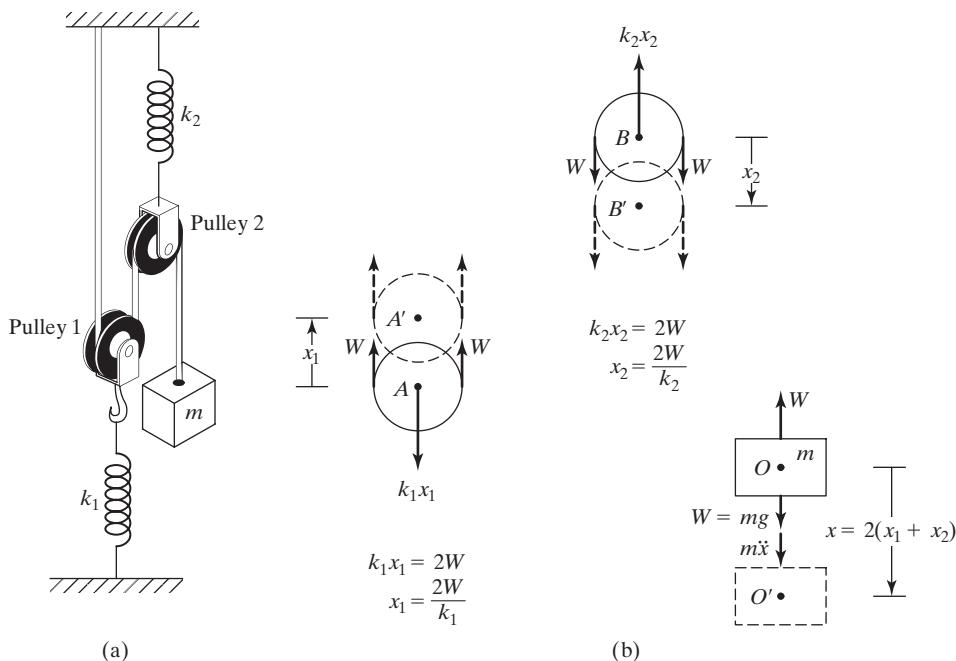 k₂
Pulley 2
Pulley 1
m
k₁
(a)
A′
x₁
W
W
A
k₁x₁
k₁x₁ = 2W
x₁ = 2W/k₁
k₂x₂
B
W
W
x₂
B′
k₂x₂ = 2W
x₂ = 2W/k₂
W
m
O
W = mg
mẍ
x = 2(x₁ + x₂)
O′
(b)